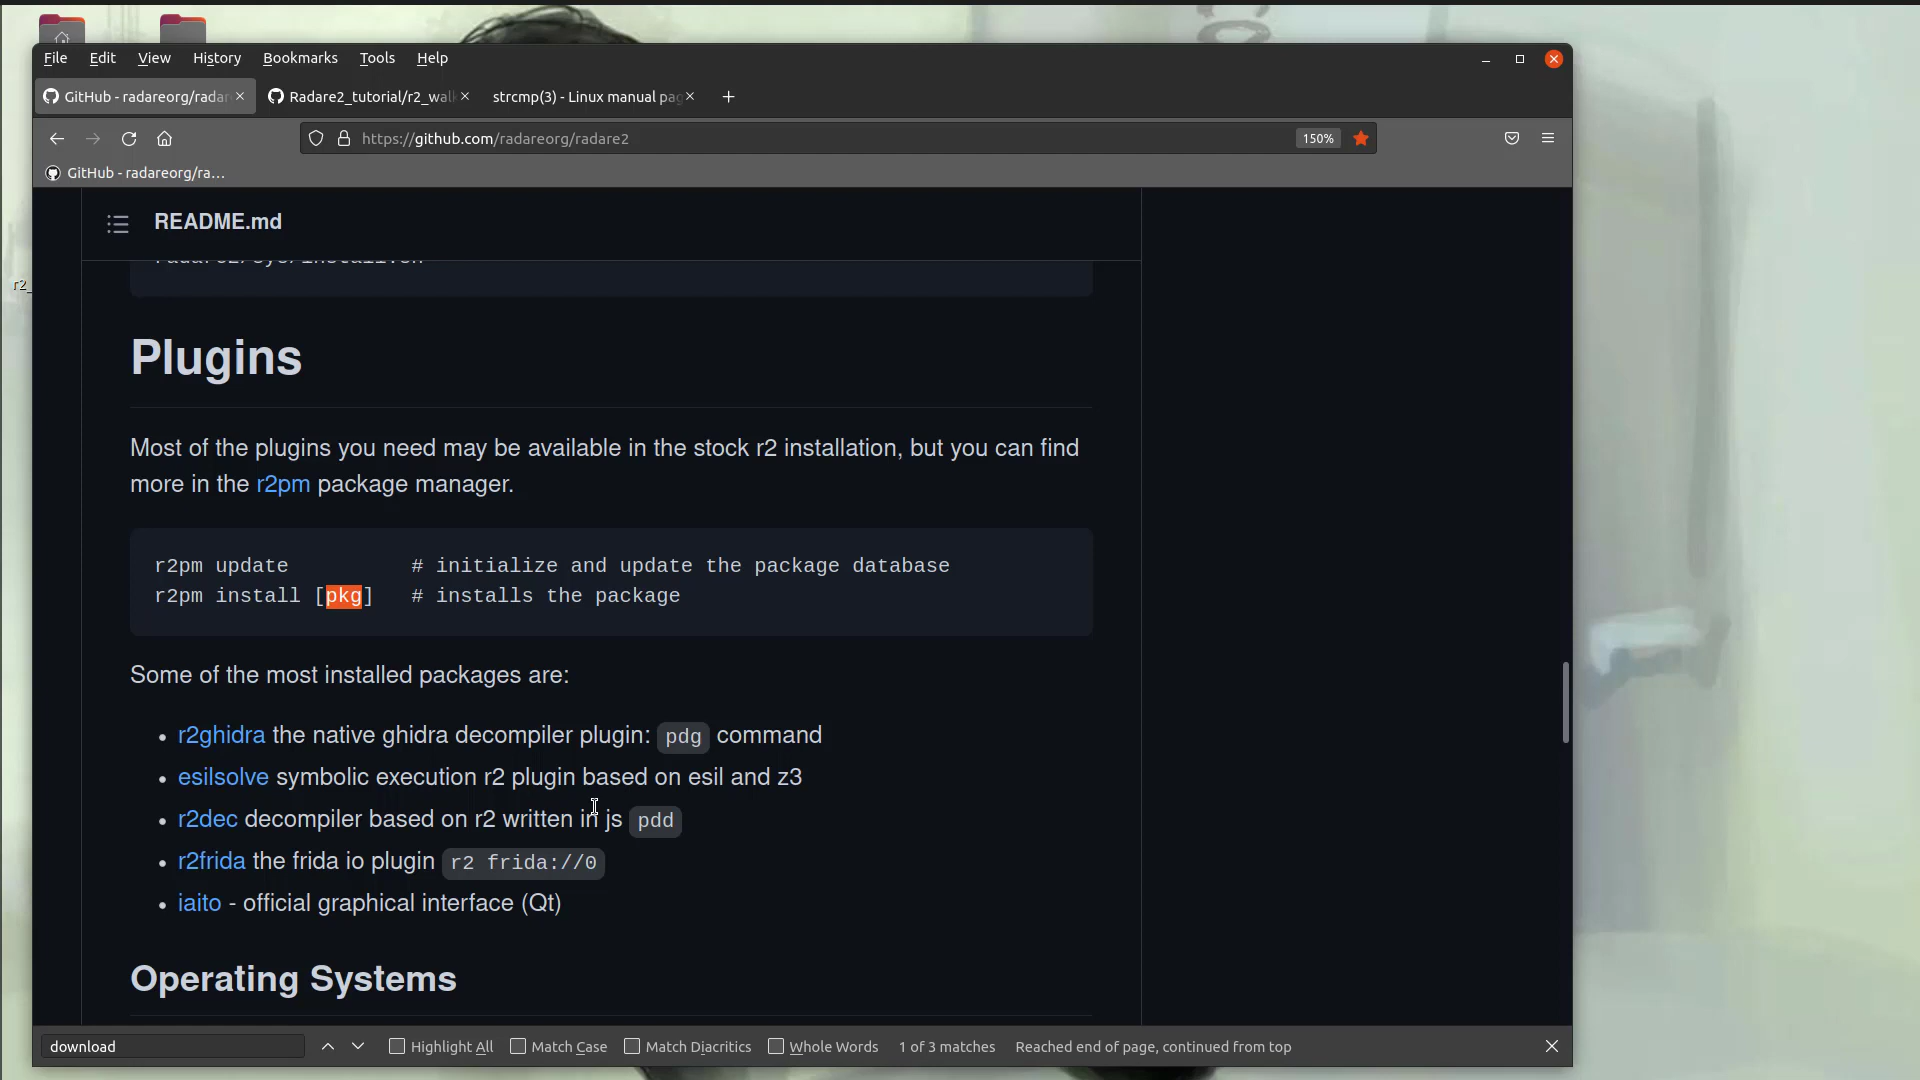 File Edit View History Bookmarks Tools Help
GitHub - radareorg/radar Radare2_tutorial/r2_wal strcmp(3) - Linux manual pag
https://github.com/radareorg/radare2 150%
GitHub - radareorg/ra...
README.md
r2_
Plugins
Most of the plugins you need may be available in the stock r2 installation, but you can find
more in the r2pm package manager.
r2pm update # initialize and update the package database
r2pm install [pkg] # installs the package
Some of the most installed packages are:
• r2ghidra the native ghidra decompiler plugin: pdg command
• esilsolve symbolic execution r2 plugin based on esil and z3
• r2dec decompiler based on r2 written in js pdd
• r2frida the frida io plugin r2 frida://0
• iaito - official graphical interface (Qt)
Operating Systems
download Highlight All Match Case Match Diacritics Whole Words 1 of 3 matches Reached end of page, continued from top